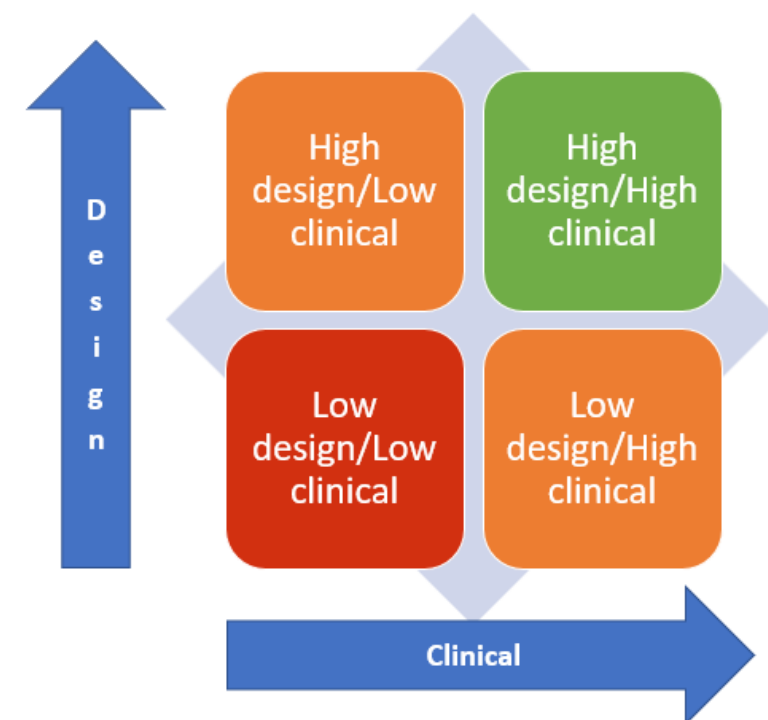 Design
High
design/Low
clinical
High
design/High
clinical
Low
design/Low
clinical
Low
design/High
clinical
Clinical